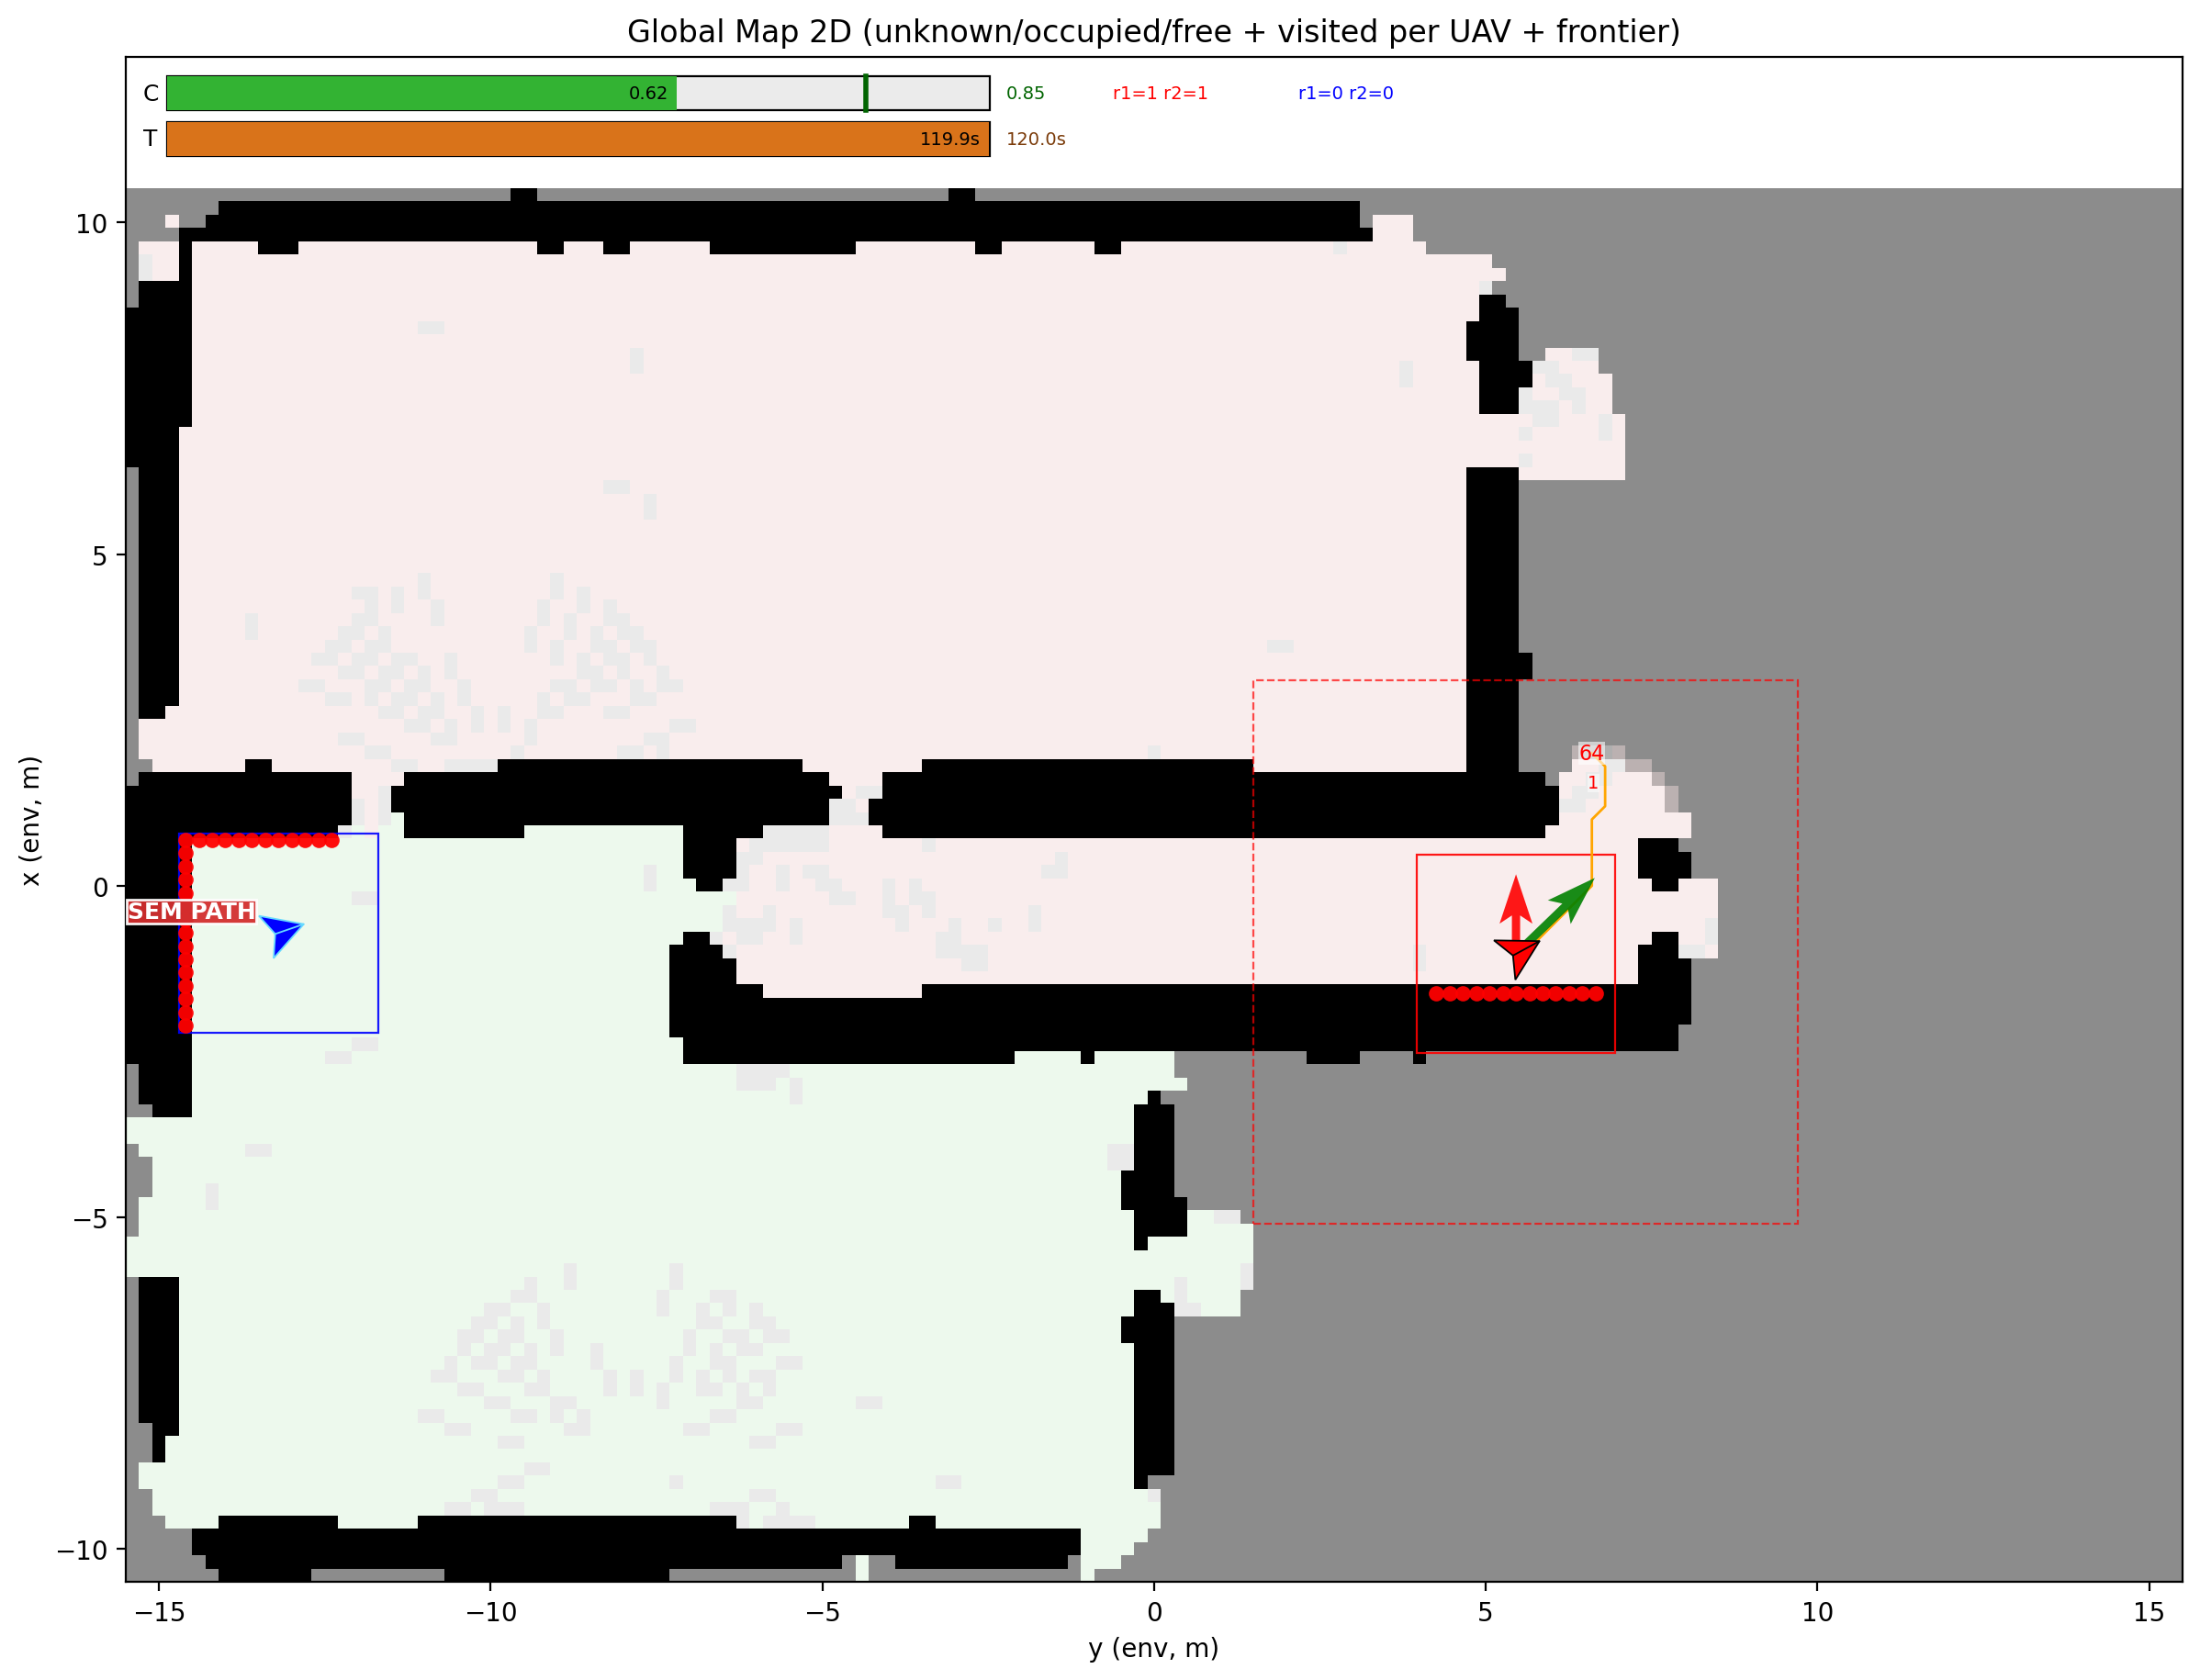 Global Map 2D (unknown/occupied/free + visited per UAV + frontier)
C 0.62 0.85 r1=1 r2=1 r1=0 r2=0
T 119.9s 120.0s
10
5
0
−5
−10
x (env, m)
64
1
SEM PATH
−15 −10 −5 0 5 10 15
y (env, m)